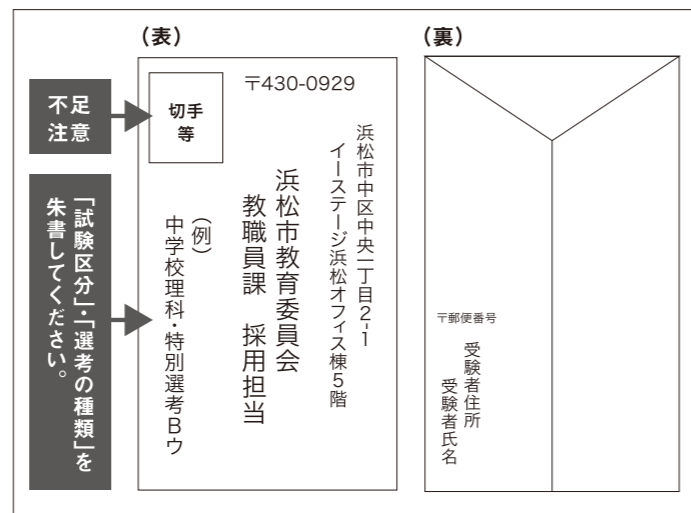 （表）
（裏）
不足
注意
切手
等
〒430-0929
浜松市中区中央一丁目2-1
イーステージ浜松オフィス棟5階
浜松市教育委員会
教職員課　採用担当
（例）
中学校理科・特別選考Bウ
「試験区分」・「選考の種類」を
朱書してください。
〒郵便番号
受験者住所
受験者氏名